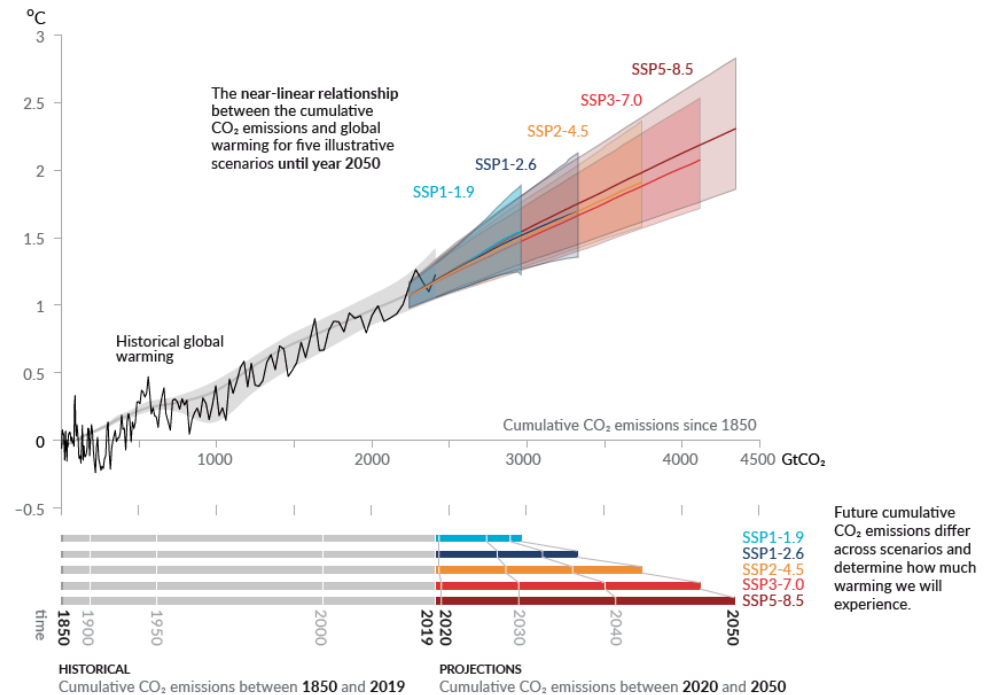 °C
3
SSP5-8.5
The near-linear relationship
between the cumulative
CO₂ emissions and global
warming for five illustrative
scenarios until year 2050
SSP3-7.0
2.5
SSP2-4.5
SSP1-2.6
2
SSP1-1.9
1.5
1
Historical global
warming
0.5
Cumulative CO₂ emissions since 1850
0
1000
2000
3000
4000
4500
GtCO₂
−0.5
Future cumulative
CO₂ emissions differ
across scenarios and
determine how much
warming we will
experience.
SSP1-1.9
SSP1-2.6
SSP2-4.5
SSP3-7.0
SSP5-8.5
time
1850
1900
1950
2000
2019
2020
2030
2040
2050
HISTORICAL
Cumulative CO₂ emissions between 1850 and 2019
PROJECTIONS
Cumulative CO₂ emissions between 2020 and 2050